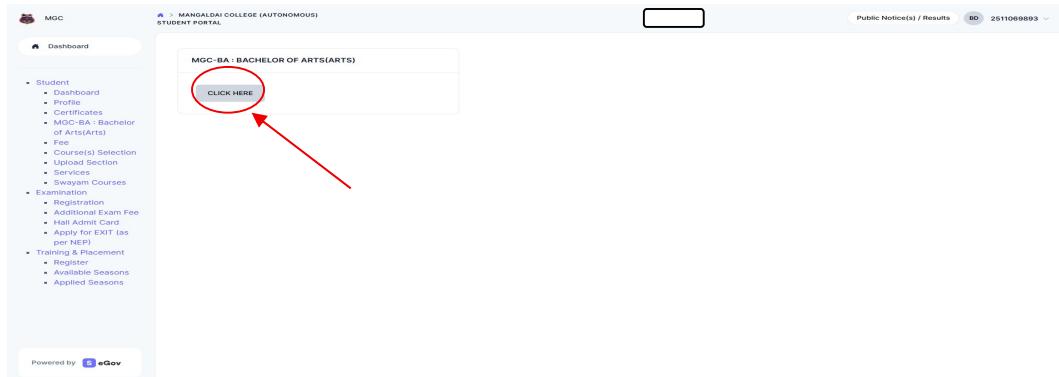 MGC
> MANGALDAI COLLEGE (AUTONOMOUS)
STUDENT PORTAL
Public Notice(s) / Results
BD
2511069893
Dashboard
MGC-BA : BACHELOR OF ARTS(ARTS)
CLICK HERE
Student
Dashboard
Profile
Certificates
MGC-BA : Bachelor
of Arts(Arts)
Fee
Course(s) Selection
Upload Section
Services
Swayam Courses
Examination
Registration
Additional Exam Fee
Hall Admit Card
Apply for EXIT (as
per NEP)
Training & Placement
Register
Available Seasons
Applied Seasons
Powered by S eGov